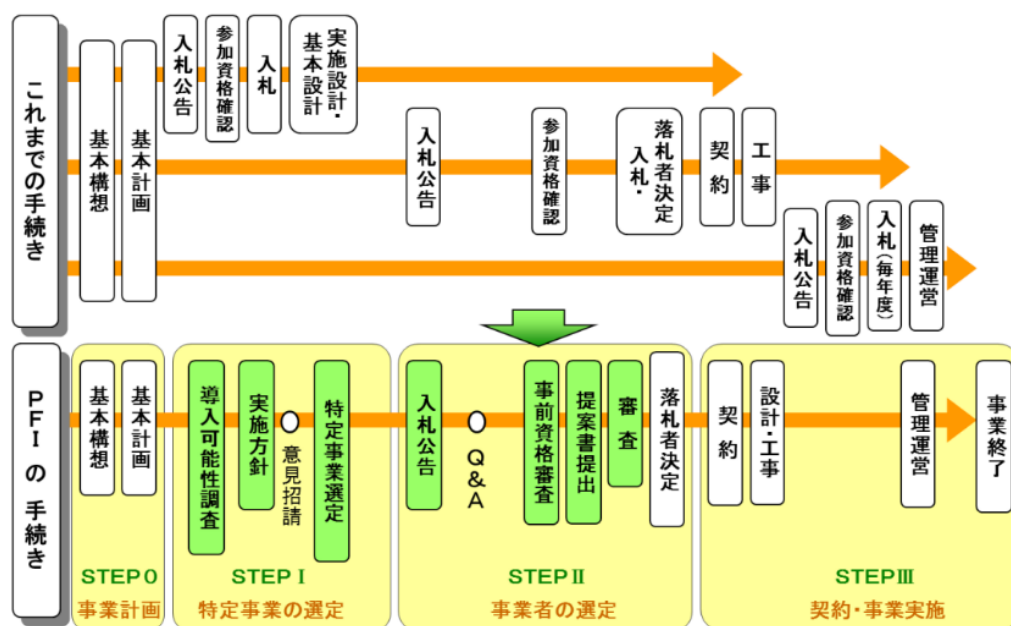 これまでの手続き
基本構想
基本計画
入札公告
参加資格確認
入札
実施設計・
基本設計
入札公告
参加資格確認
落札者決定
入札・
契約
工事
入札公告
参加資格確認
入札(毎年度)
管理運営
PFIの手続き
基本構想
基本計画
導入可能性調査
実施方針
意見招請
特定事業選定
入札公告
Q&A
事前資格審査
提案書提出
審査
落札者決定
契約
設計・工事
管理運営
事業終了
STEP0
事業計画
STEPⅠ
特定事業の選定
STEPⅡ
事業者の選定
STEPⅢ
契約・事業実施